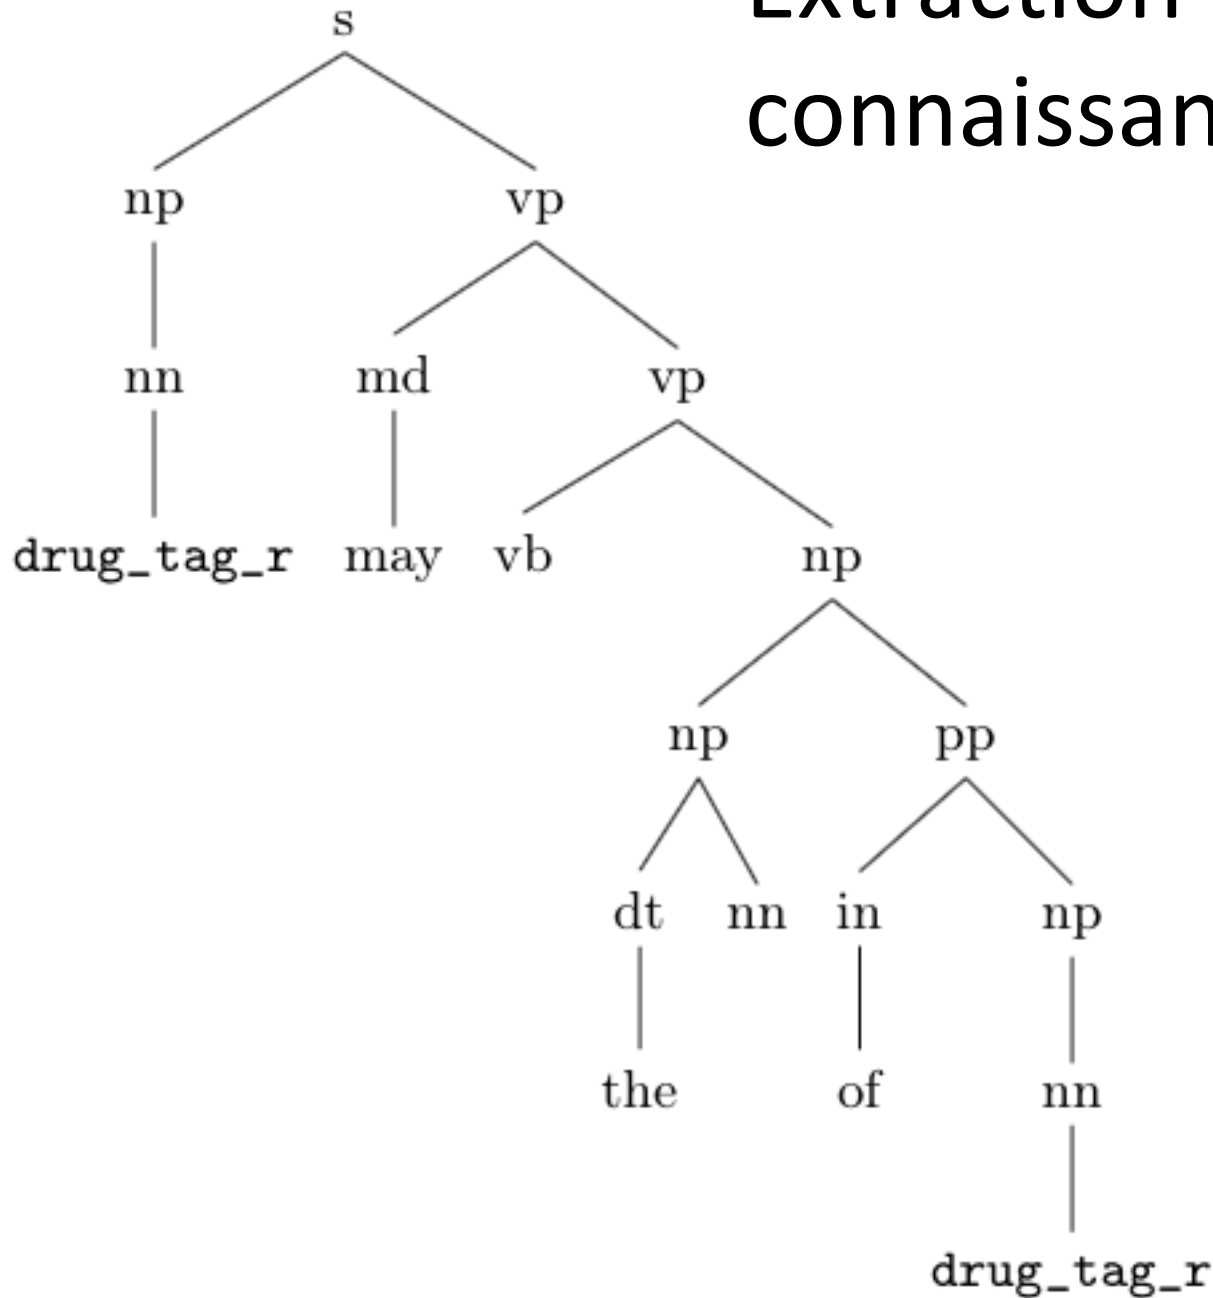 Extraction
s
connaissan
np vp
nn md vp
drug_tag_r may vb np
np pp
dt nn in np
the of nn
drug_tag_r